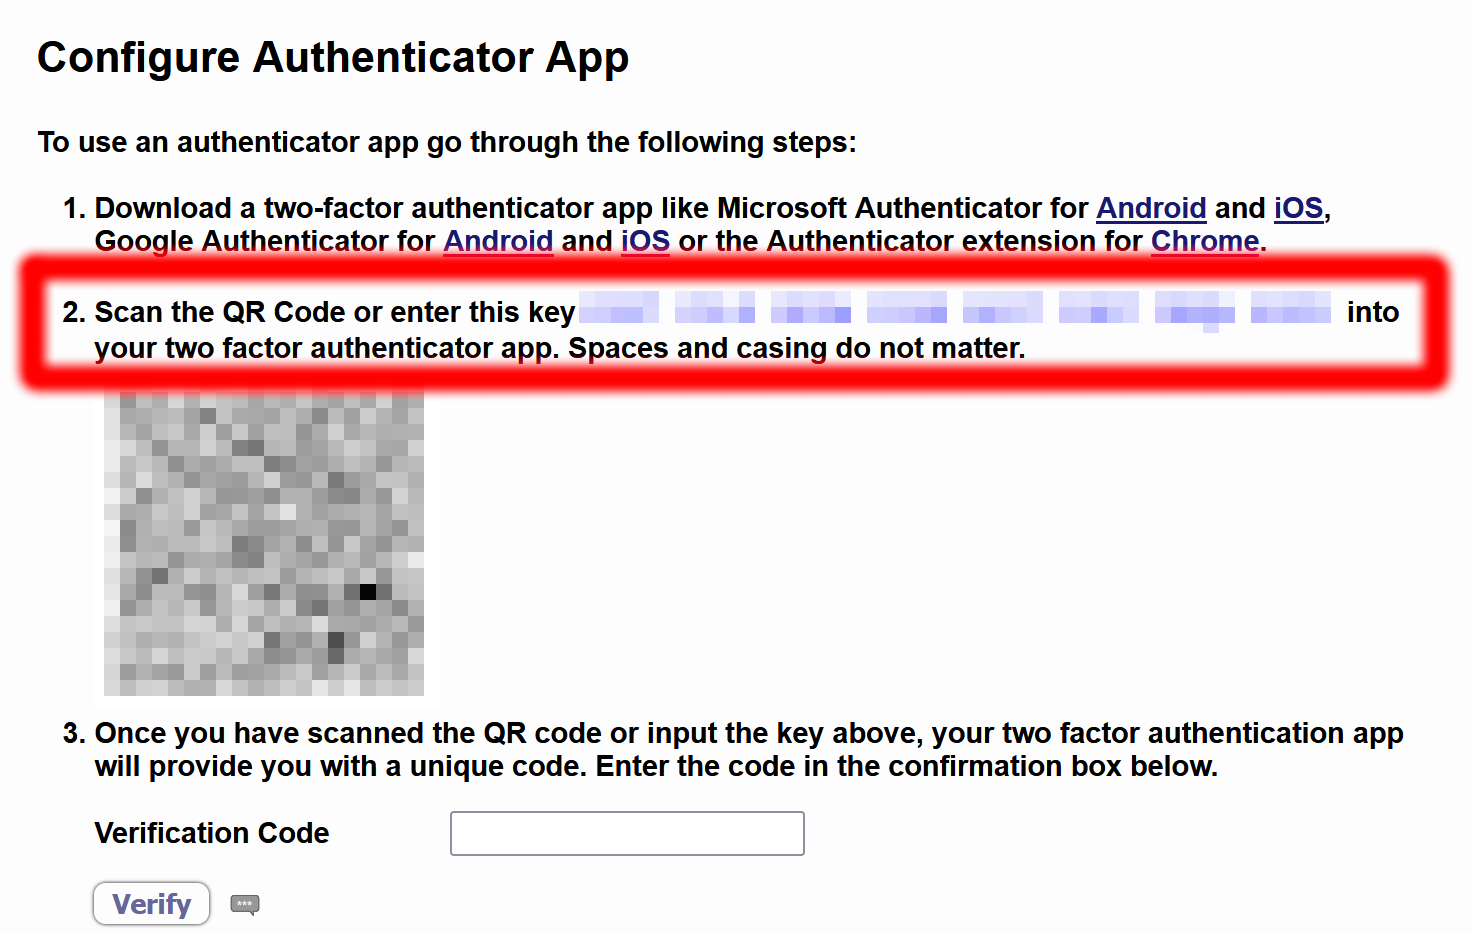 Configure Authenticator App
To use an authenticator app go through the following steps:
1. Download a two-factor authenticator app like Microsoft Authenticator for Android and iOS,
Google Authenticator for Android and iOS or the Authenticator extension for Chrome.
2. Scan the QR Code or enter this key into
your two factor authenticator app. Spaces and casing do not matter.
3. Once you have scanned the QR code or input the key above, your two factor authentication app
will provide you with a unique code. Enter the code in the confirmation box below.
Verification Code
Verify ***